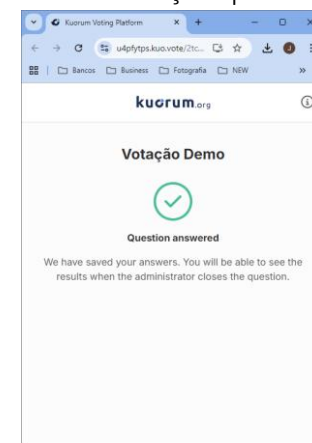 Kuorum Voting Platform
u4pfytps.kuo.vote/2tc...
Bancos Business Fotografia NEW »
kuorum.org
Votação Demo
Question answered
We have saved your answers. You will be able to see the
results when the administrator closes the question.